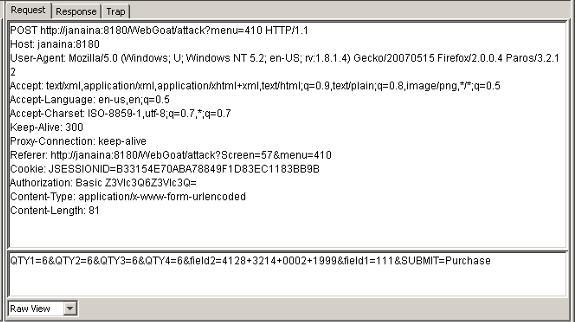 Request Response Trap
POST http://janaina:8180/WebGoat/attack?menu=410 HTTP/1.1
Host: janaina:8180
User-Agent: Mozilla/5.0 (Windows; U; Windows NT 5.2; en-US; rv:1.8.1.4) Gecko/20070515 Firefox/2.0.0.4 Paros/3.2.1
2
Accept: text/xml,application/xml,application/xhtml+xml,text/html;q=0.9,text/plain;q=0.8,image/png,*/*;q=0.5
Accept-Language: en-us,en;q=0.5
Accept-Charset: ISO-8859-1,utf-8;q=0.7,*;q=0.7
Keep-Alive: 300
Proxy-Connection: keep-alive
Referer: http://janaina:8180/WebGoat/attack?Screen=57&menu=410
Cookie: JSESSIONID=B33154E70ABA78849F1D83EC1183BB9B
Authorization: Basic Z3Vlc3Q6Z3Vlc3Q=
Content-Type: application/x-www-form-urlencoded
Content-Length: 81
QTY1=6&QTY2=6&QTY3=6&QTY4=6&field2=4128+3214+0002+1999&field1=111&SUBMIT=Purchase
Raw View